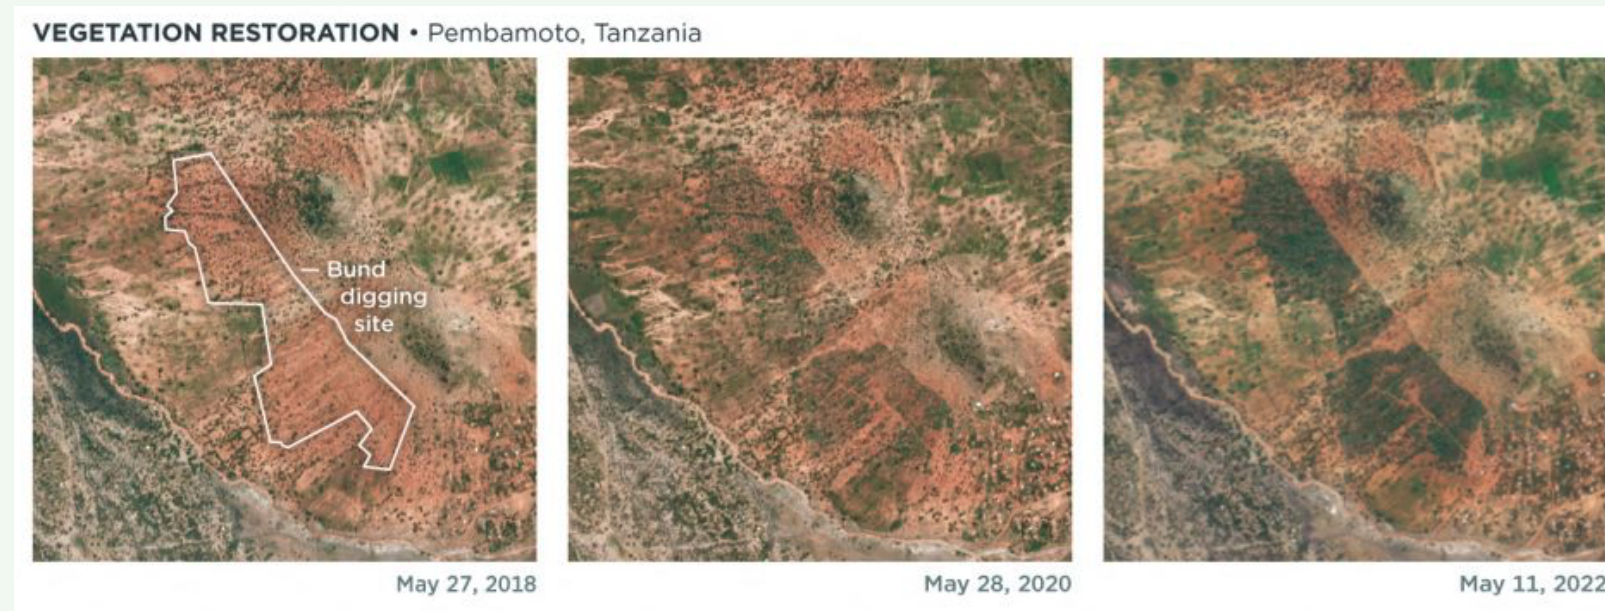 VEGETATION RESTORATION • Pembamoto, Tanzania
Bund
digging
site
May 27, 2018
May 28, 2020
May 11, 2022